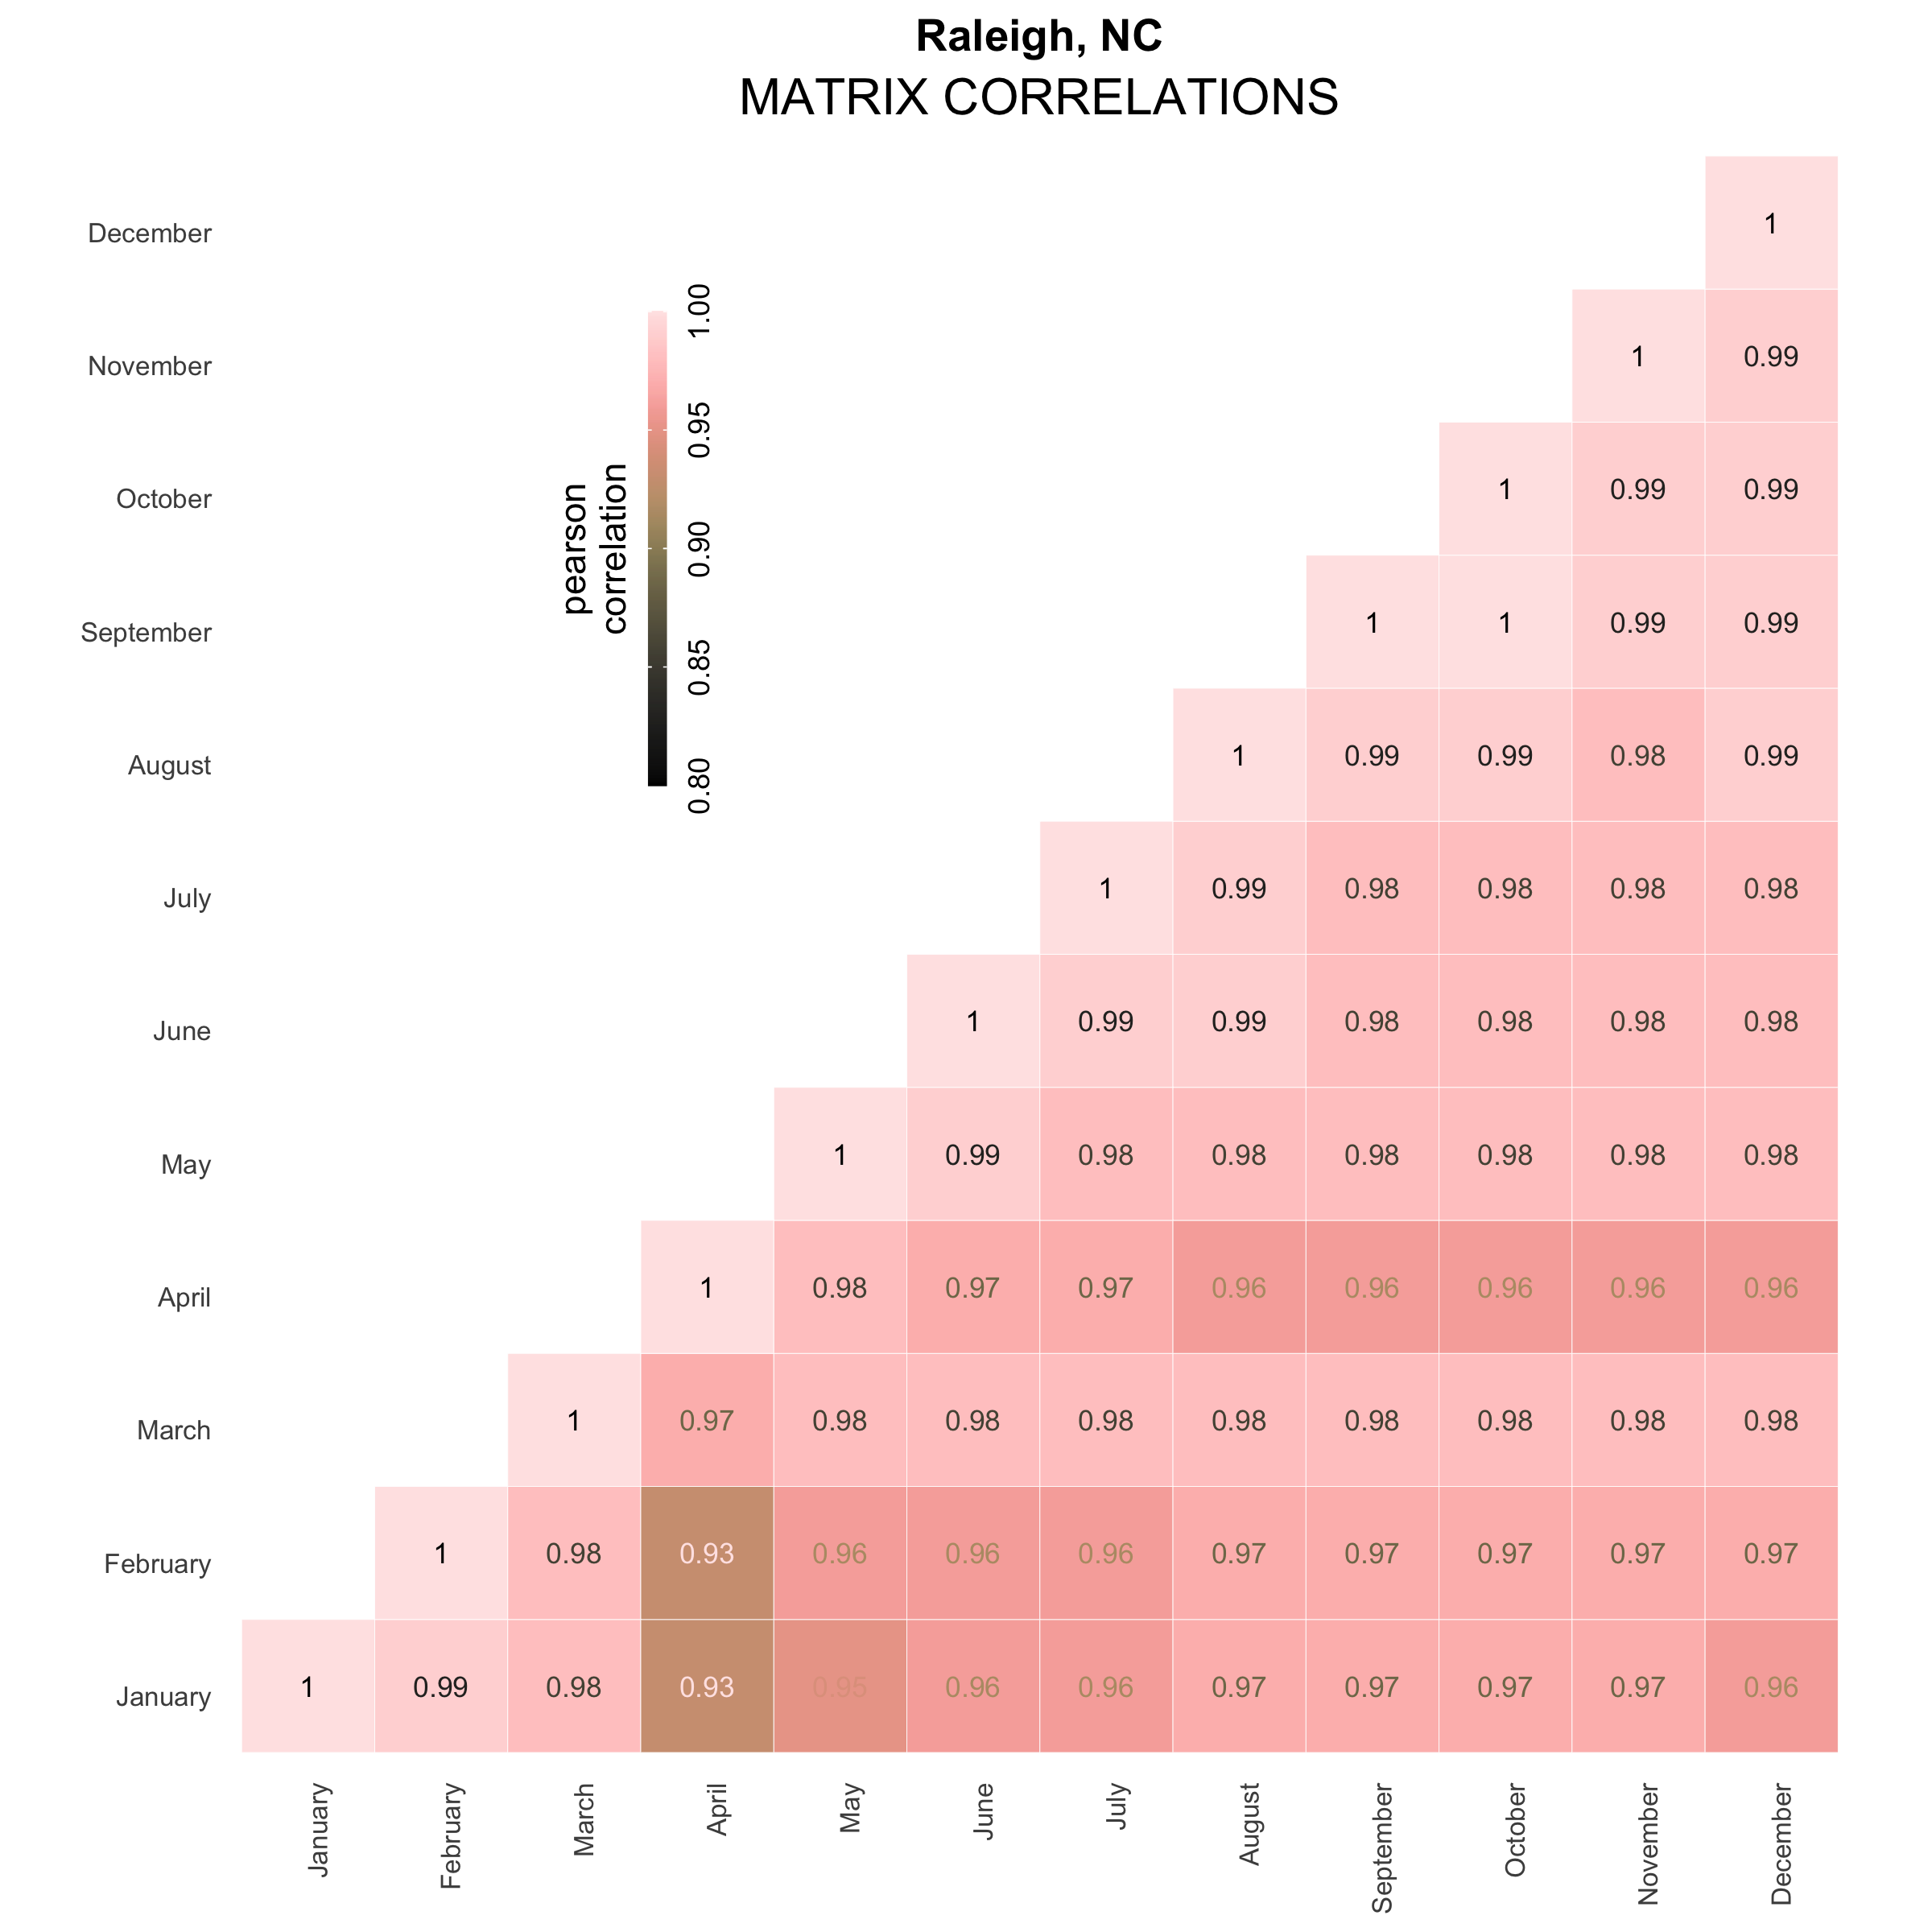 Raleigh, NC
MATRIX CORRELATIONS
December
1
November
1 0.99
October
1 0.99 0.99
September
1 1 0.99 0.99
August
1 0.99 0.99 0.98 0.99
July
1 0.99 0.98 0.98 0.98 0.98
June
1 0.99 0.99 0.98 0.98 0.98 0.98
May
1 0.99 0.98 0.98 0.98 0.98 0.98 0.98
April
1 0.98 0.97 0.97 0.96 0.96 0.96 0.96 0.96
March
1 0.97 0.98 0.98 0.98 0.98 0.98 0.98 0.98 0.98
February
1 0.98 0.93 0.96 0.96 0.96 0.97 0.97 0.97 0.97 0.97
January
1 0.99 0.98 0.93 0.95 0.96 0.96 0.97 0.97 0.97 0.97 0.96
pearson
correlation
1.00
0.95
0.90
0.85
0.80
January
February
March
April
May
June
July
August
September
October
November
December